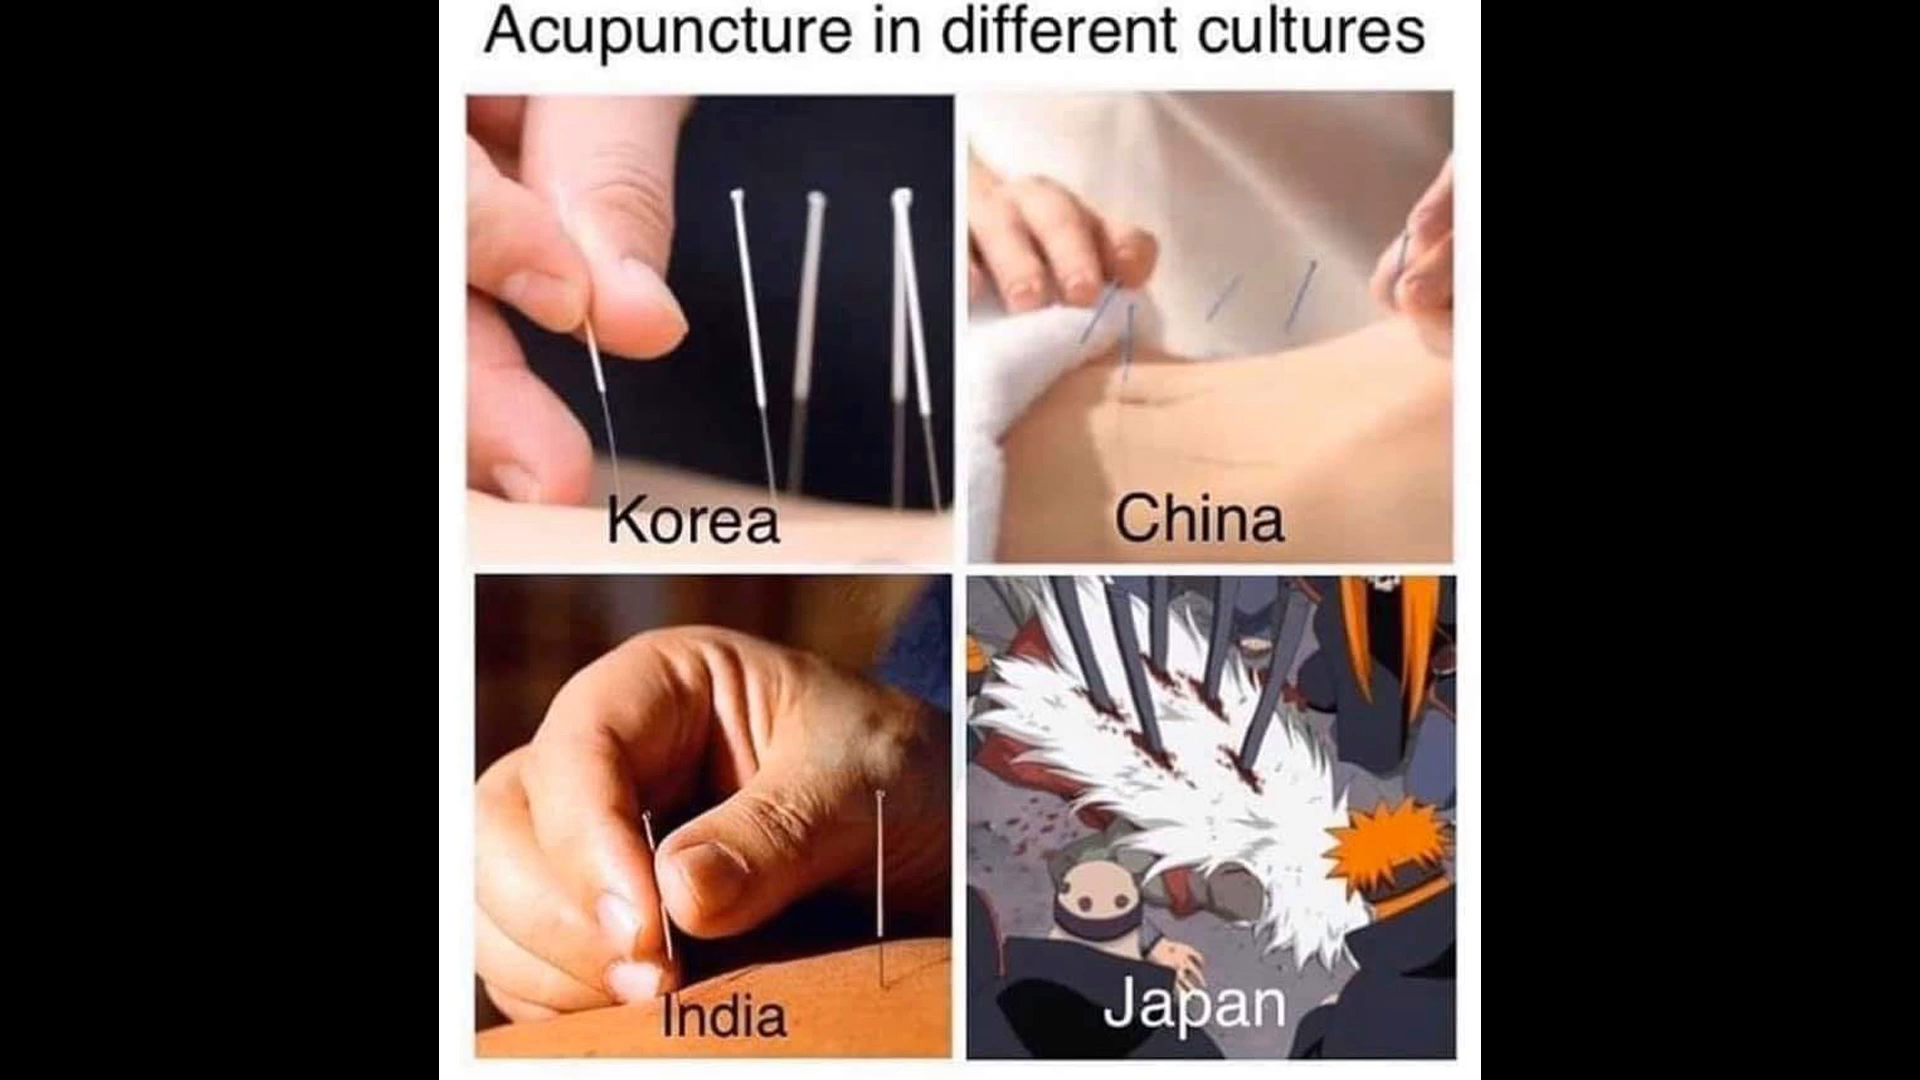 Acupuncture in different cultures
Korea
China
India
Japan